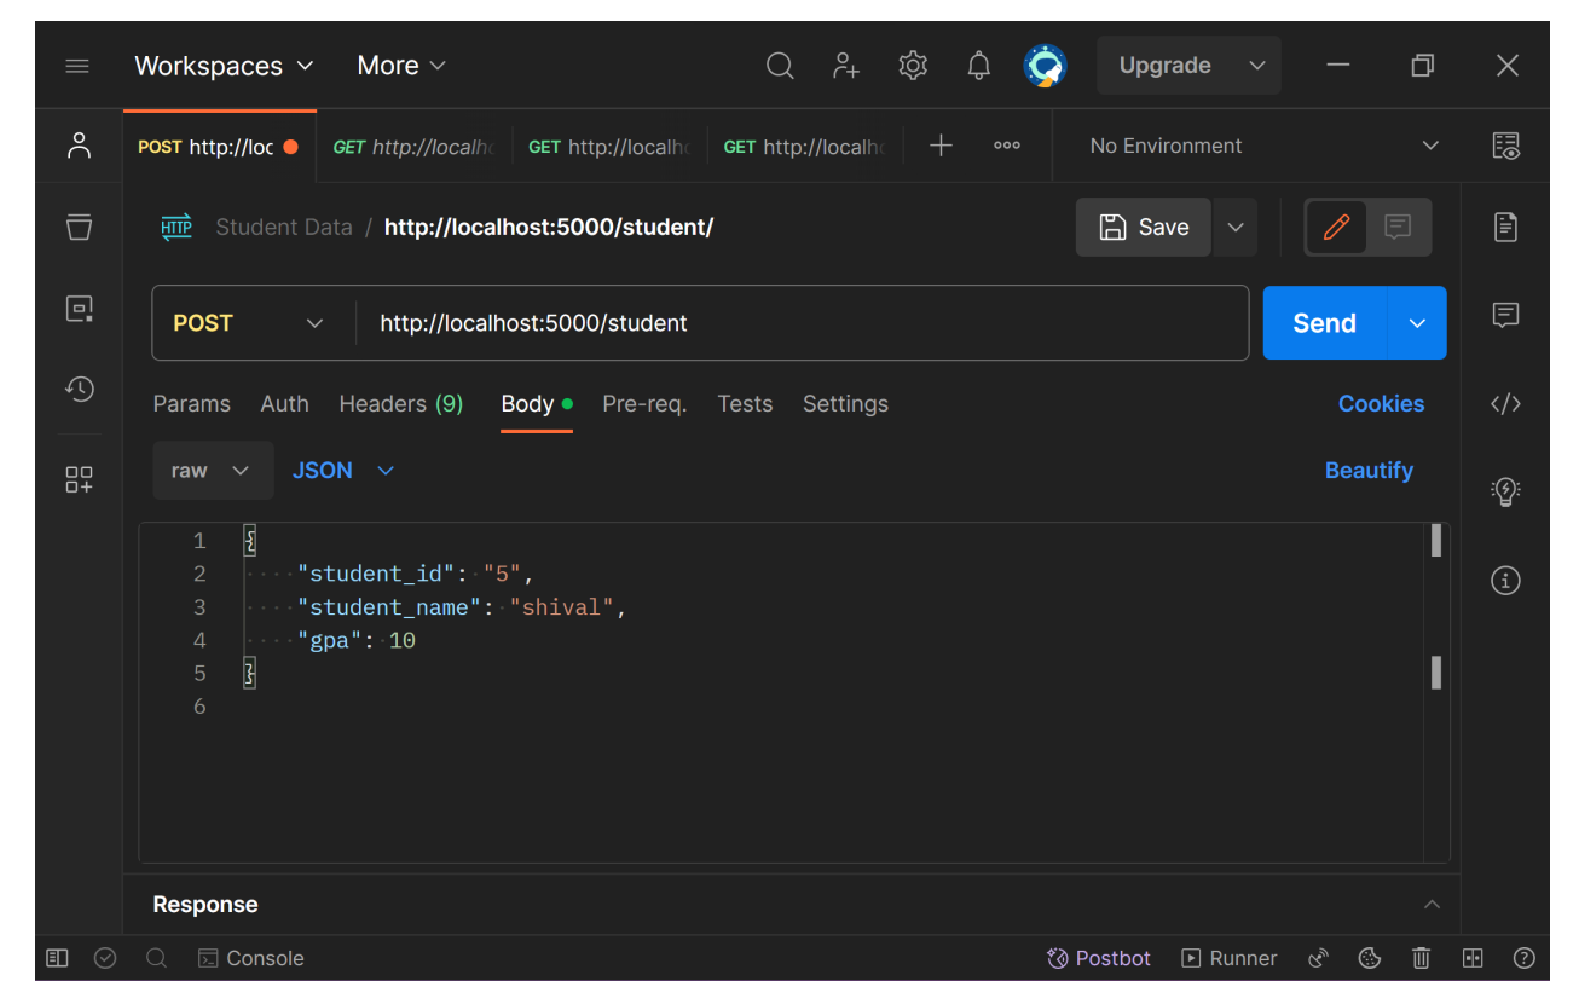 Workspaces More Upgrade
POST http://loc GET http://localh GET http://localh GET http://localh No Environment
HTTP Student Data / http://localhost:5000/student/ Save
POST http://localhost:5000/student Send
Params Auth Headers (9) Body Pre-req. Tests Settings Cookies
raw JSON Beautify
1 {
2 "student_id": "5",
3 "student_name": "shival",
4 "gpa": 10
5 }
6
Response
Console Postbot Runner